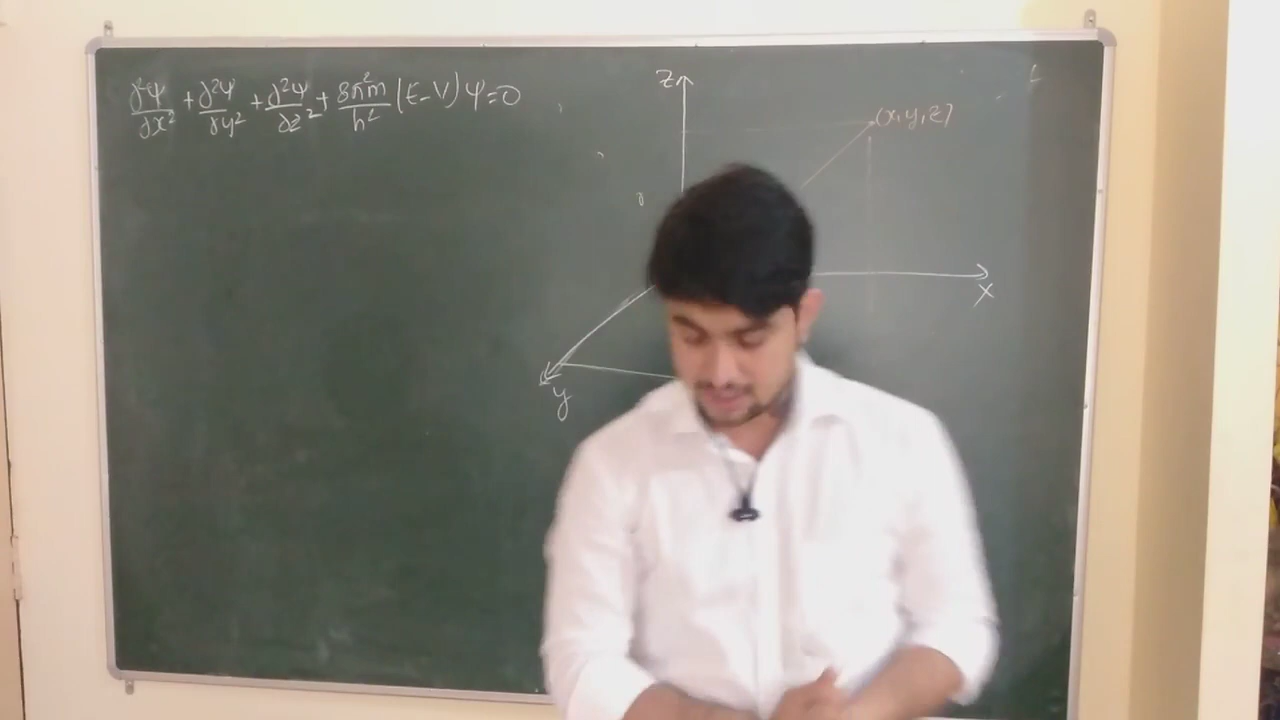 ∂²ψ/∂x² + ∂²ψ/∂y² + ∂²ψ/∂z² + 8π²m/h² (E-V) ψ=0
Z
(x,y,z)
X
y